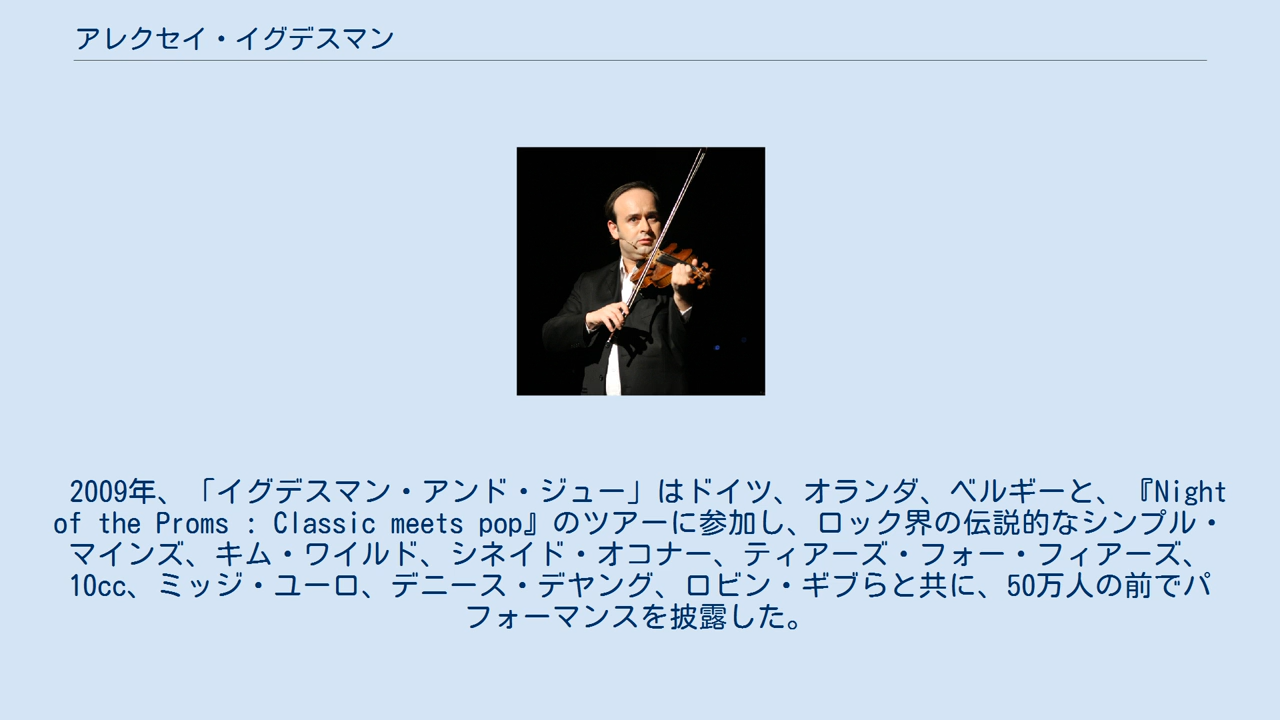 アレクセイ・イグデスマン
2009年、「イグデスマン・アンド・ジュー」はドイツ、オランダ、ベルギーと、『Night
of the Proms : Classic meets pop』のツアーに参加し、ロック界の伝説的なシンプル・
マインズ、キム・ワイルド、シネイド・オコナー、ティアーズ・フォー・フィアーズ、
10cc、ミッジ・ユーロ、デニース・デヤング、ロビン・ギブらと共に、50万人の前でパ
フォーマンスを披露した。